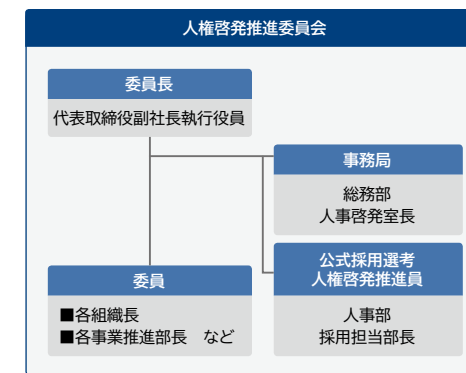 人権啓発推進委員会
委員長
代表取締役副社長執行役員
事務局
総務部
人事啓発室長
公式採用選考
人権啓発推進員
人事部
採用担当部長
委員
■各組織長
■各事業推進部長　など